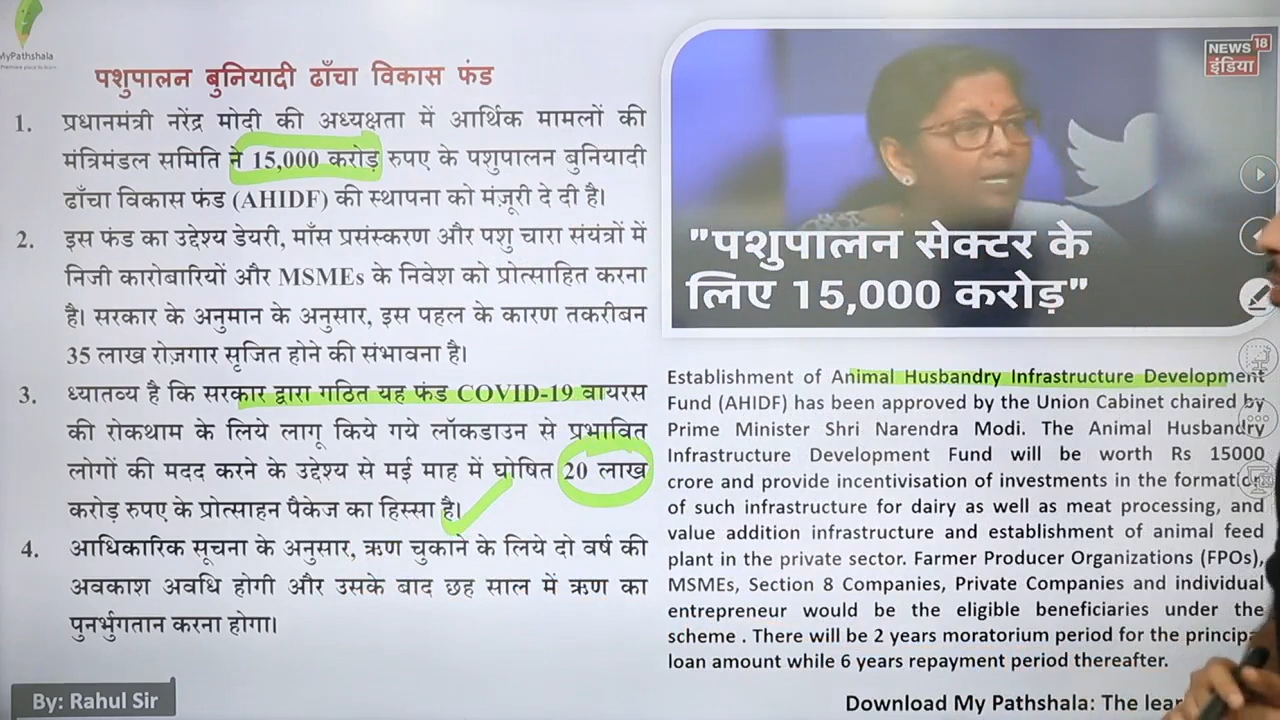 MyPathshala
पशुपालन बुनियादी ढाँचा विकास फंड
1. प्रधानमंत्री नरेंद्र मोदी की अध्यक्षता में आर्थिक मामलों की
मंत्रिमंडल समिति ने 15,000 करोड़ रुपए के पशुपालन बुनियादी
ढाँचा विकास फंड (AHIDF) की स्थापना को मंज़ूरी दे दी है।
2. इस फंड का उद्देश्य डेयरी, माँस प्रसंस्करण और पशु चारा संयंत्रों में
निजी कारोबारियों और MSMEs के निवेश को प्रोत्साहित करना
है। सरकार के अनुमान के अनुसार, इस पहल के कारण तकरीबन
35 लाख रोज़गार सृजित होने की संभावना है।
3. ध्यातव्य है कि सरकार द्वारा गठित यह फंड COVID-19 वायरस
की रोकथाम के लिये लागू किये गये लॉकडाउन से प्रभावित
लोगों की मदद करने के उद्देश्य से मई माह में घोषित 20 लाख
करोड़ रुपए के प्रोत्साहन पैकेज का हिस्सा है।
4. आधिकारिक सूचना के अनुसार, ऋण चुकाने के लिये दो वर्ष की
अवकाश अवधि होगी और उसके बाद छह साल में ऋण का
पुनर्भुगतान करना होगा।
By: Rahul Sir
NEWS 18
इंडिया
"पशुपालन सेक्टर के
लिए 15,000 करोड़"
Establishment of Animal Husbandry Infrastructure Development
Fund (AHIDF) has been approved by the Union Cabinet chaired by
Prime Minister Shri Narendra Modi. The Animal Husbandry
Infrastructure Development Fund will be worth Rs 15000
crore and provide incentivisation of investments in the formation
of such infrastructure for dairy as well as meat processing, and
value addition infrastructure and establishment of animal feed
plant in the private sector. Farmer Producer Organizations (FPOs),
MSMEs, Section 8 Companies, Private Companies and individual
entrepreneur would be the eligible beneficiaries under the
scheme . There will be 2 years moratorium period for the principal
loan amount while 6 years repayment period thereafter.
Download My Pathshala: The lear